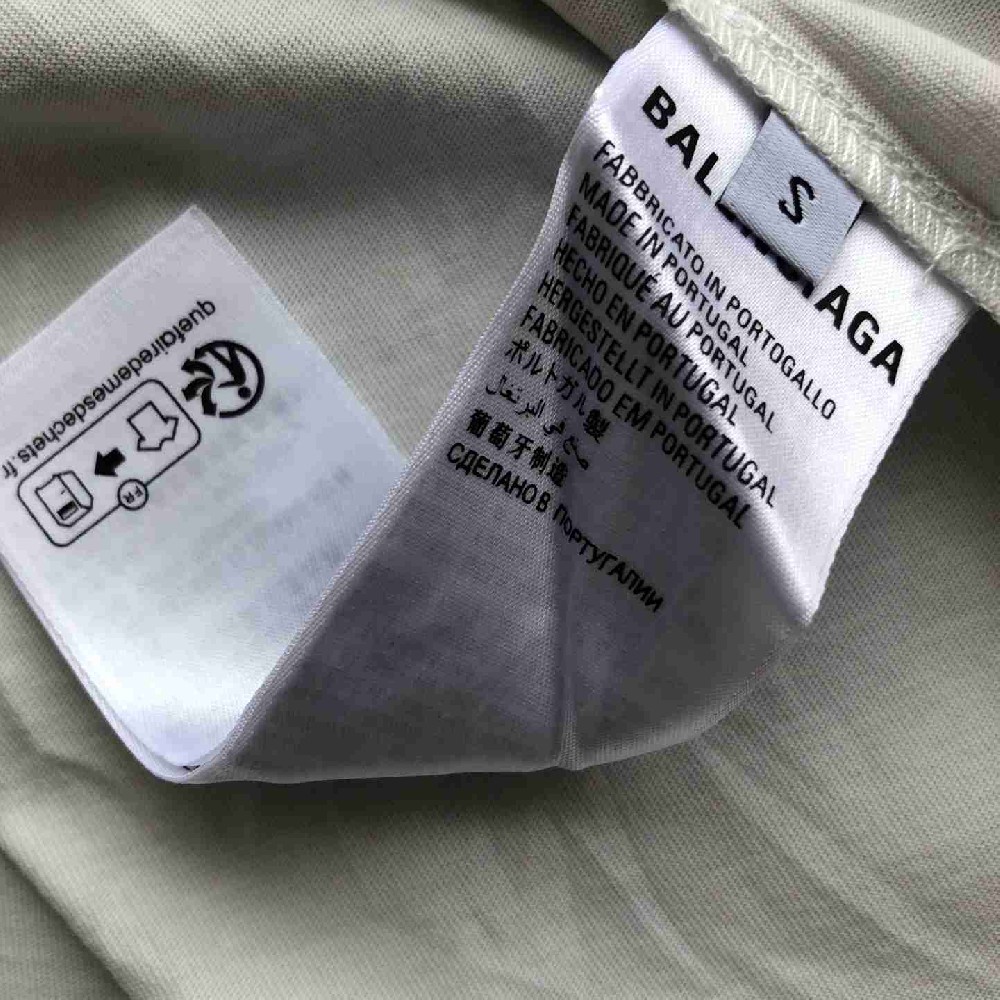 BAL AGA
S
FABBRICATO IN PORTOGALLO
MADE IN PORTUGAL
FABRIQUÉ AU PORTUGAL
HECHO EN PORTUGAL
HERGESTELLT IN PORTUGAL
FABRICADO EM PORTUGAL
ポルトガル製
صنع في البرتغال
葡萄牙制造
СДЕЛАНО В ПОРТУГАЛИИ
quefairedemesdechets.fr
FR